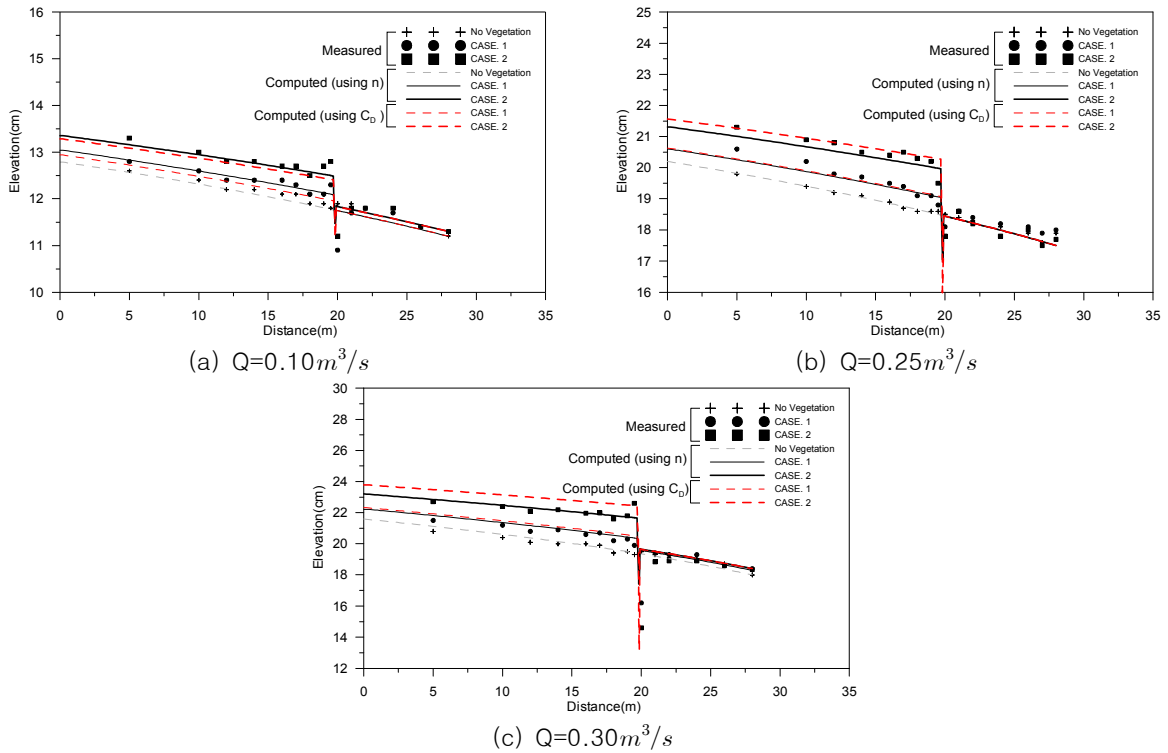 16
15
14
13
12
11
10
Elevation(cm)
0 5 10 15 20 25 30 35
Distance(m)
Measured
No Vegetation
CASE. 1
CASE. 2
Computed (using n)
No Vegetation
CASE. 1
CASE. 2
Computed (using C_D )
CASE. 1
CASE. 2
(a) Q=0.10m³/s
25
24
23
22
21
20
19
18
17
16
Elevation(cm)
0 5 10 15 20 25 30 35
Distance(m)
Measured
No Vegetation
CASE. 1
CASE. 2
Computed (using n)
No Vegetation
CASE. 1
CASE. 2
Computed (using C_D)
CASE. 1
CASE. 2
(b) Q=0.25m³/s
30
28
26
24
22
20
18
16
14
12
Elevation(cm)
0 5 10 15 20 25 30 35
Distance(m)
Measured
No Vegetation
CASE. 1
CASE. 2
Computed (using n)
No Vegetation
CASE. 1
CASE. 2
Computed (using C_D)
CASE. 1
CASE. 2
(c) Q=0.30m³/s